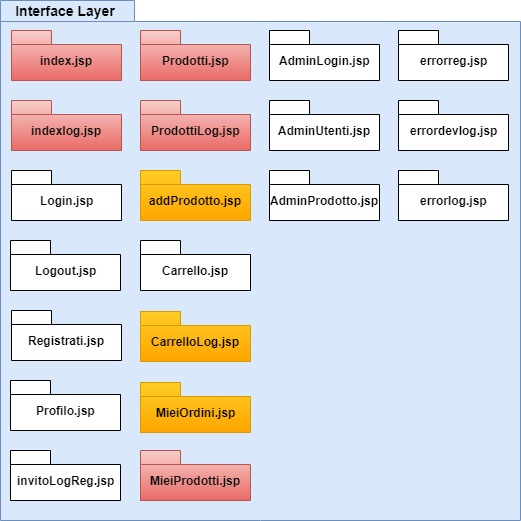 Interface Layer
index.jsp
Prodotti.jsp
AdminLogin.jsp
errorreg.jsp
indexlog.jsp
ProdottiLog.jsp
AdminUtenti.jsp
errordevlog.jsp
Login.jsp
addProdotto.jsp
AdminProdotto.jsp
errorlog.jsp
Logout.jsp
Carrello.jsp
Registrati.jsp
CarrelloLog.jsp
Profilo.jsp
MieiOrdini.jsp
invitoLogReg.jsp
MieiProdotti.jsp